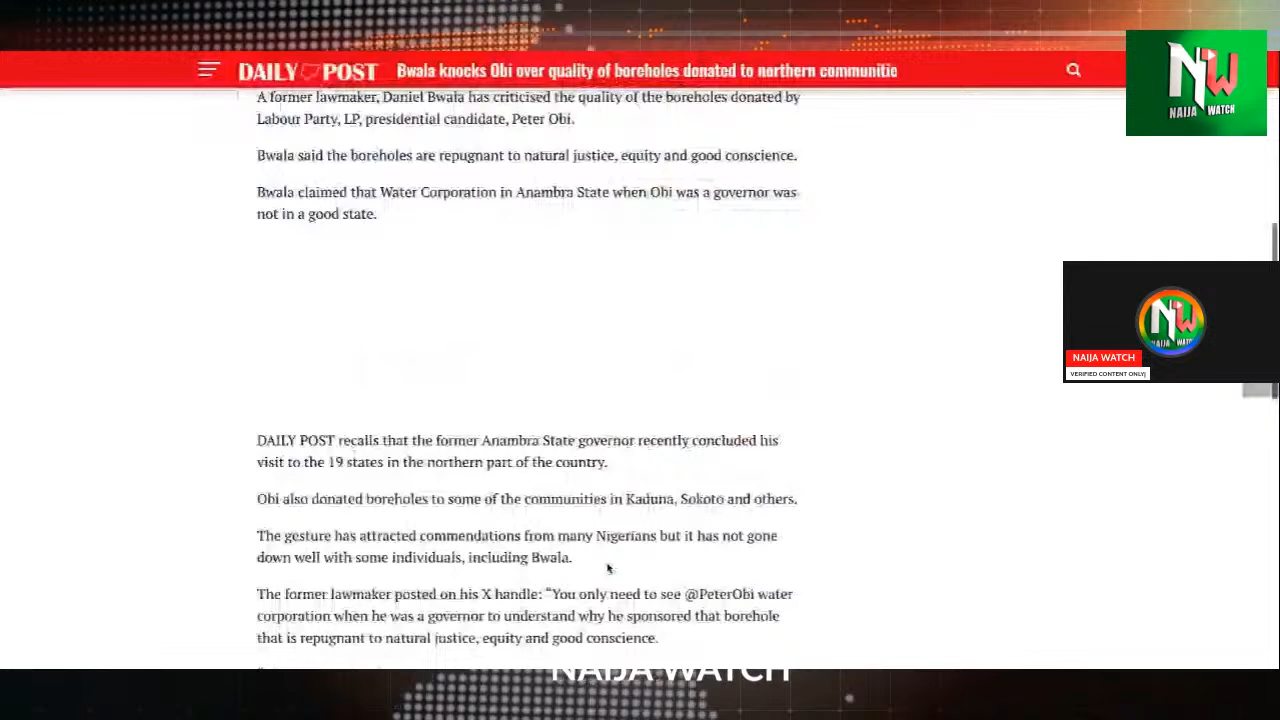 DAILY POST Bwala knocks Obi over quality of boreholes donated to northern communitie
NW
NAIJA WATCH
A former lawmaker, Daniel Bwala has criticised the quality of the boreholes donated by
Labour Party, LP, presidential candidate, Peter Obi.
Bwala said the boreholes are repugnant to natural justice, equity and good conscience.
Bwala claimed that Water Corporation in Anambra State when Obi was a governor was
not in a good state.
NW
NAIJA WATCH
NAIJA WATCH
VERIFIED CONTENT ONLY|
DAILY POST recalls that the former Anambra State governor recently concluded his
visit to the 19 states in the northern part of the country.
Obi also donated boreholes to some of the communities in Kaduna, Sokoto and others.
The gesture has attracted commendations from many Nigerians but it has not gone
down well with some individuals, including Bwala.
The former lawmaker posted on his X handle: “You only need to see @PeterObi water
corporation when he was a governor to understand why he sponsored that borehole
that is repugnant to natural justice, equity and good conscience.
NAIJA WATCH